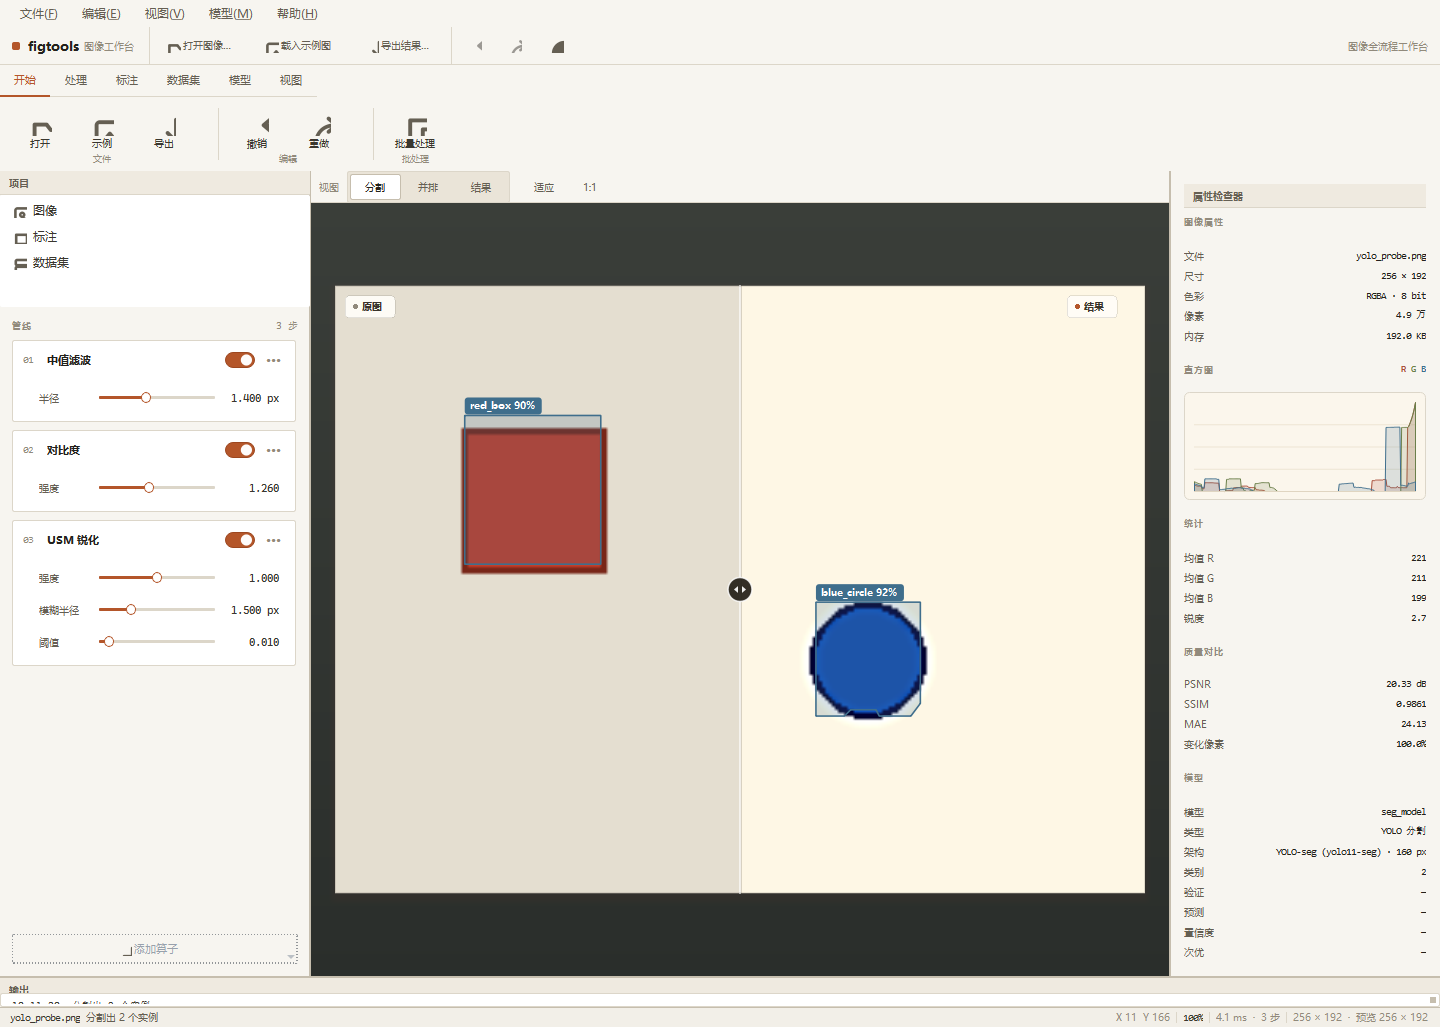 文件(F) 编辑(E) 视图(V) 模型(M) 帮助(H)
figtools 图像工作台 打开图像... 载入示例图 导出结果... 图像全流程工作台
开始 处理 标注 数据集 模型 视图
打开 示例 导出 撤销 重做 批量处理
文件 编辑 批处理
项目
图像
标注
数据集
管线 3 步
01 中值滤波
半径 1.400 px
02 对比度
强度 1.260
03 USM 锐化
强度 1.000
模糊半径 1.500 px
阈值 0.010
添加算子
视图 分割 并排 结果 适应 1:1
原图 结果
red_box 90%
blue_circle 92%
属性检查器
图像属性
文件 yolo_probe.png
尺寸 256 × 192
色彩 RGBA · 8 bit
像素 4.9 万
内存 192.0 KB
直方图 R G B
统计
均值 R 221
均值 G 211
均值 B 199
锐度 2.7
质量对比
PSNR 20.33 dB
SSIM 0.9861
MAE 24.13
变化像素 100.0%
模型
模型 seg_model
类型 YOLO 分割
架构 YOLO-seg (yolo11-seg) · 160 px
类别 2
验证 —
预测 —
置信度 —
次优 —
输出
yolo_probe.png 分割出 2 个实例 X 11 Y 166 100% 4.1 ms · 3 步 256 × 192 · 预览 256 × 192